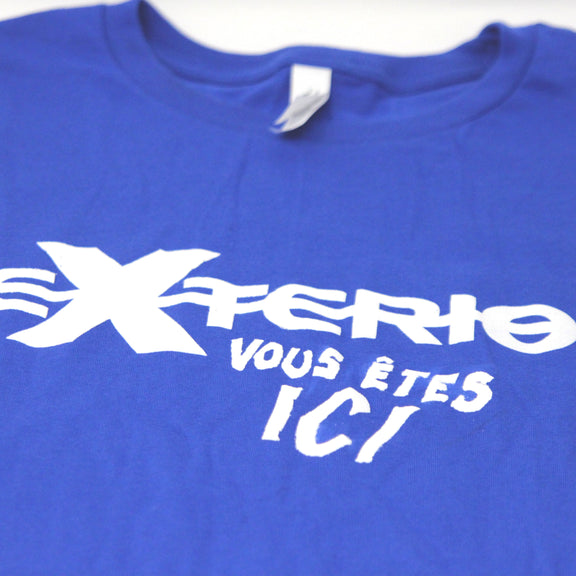 eXTERIO
VOUS ÊTES
ICI